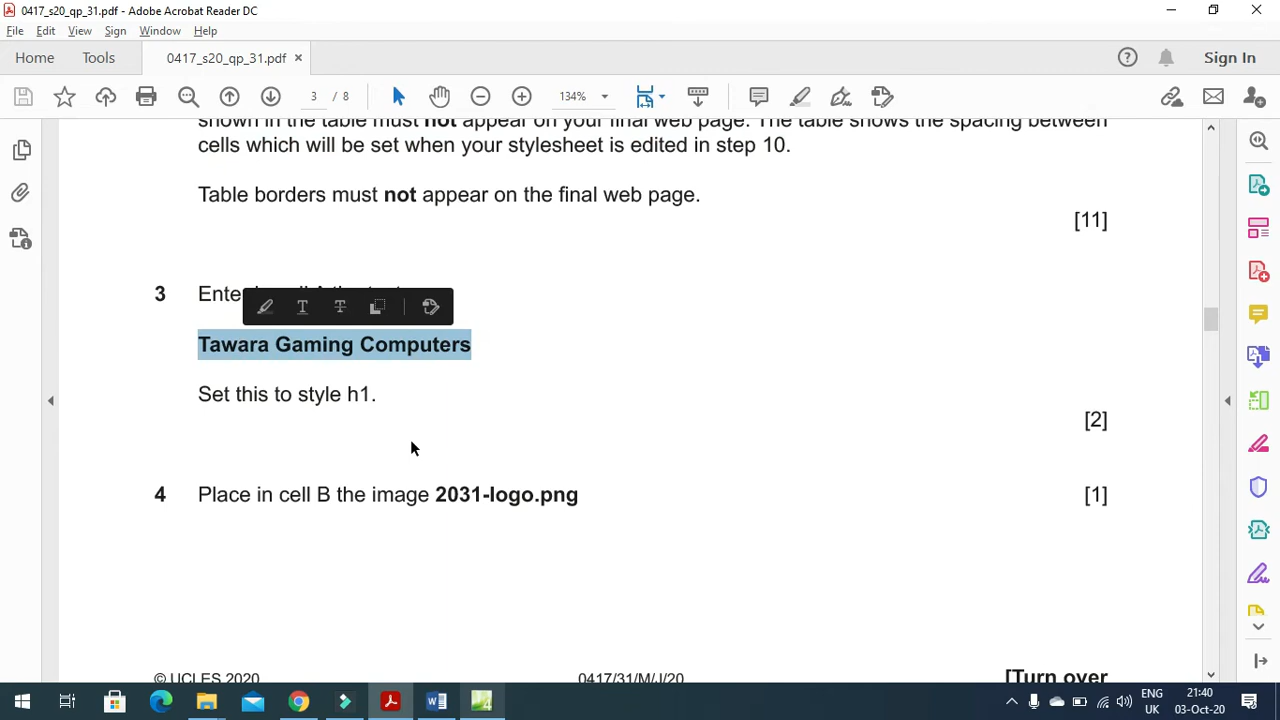 0417_s20_qp_31.pdf - Adobe Acrobat Reader DC
File Edit View Sign Window Help
Home Tools 0417_s20_qp_31.pdf × Sign In
3 / 8 134%
shown in the table must not appear on your final web page. The table shows the spacing between
cells which will be set when your stylesheet is edited in step 10.
Table borders must not appear on the final web page.
[11]
3 Enter
Tawara Gaming Computers
Set this to style h1.
[2]
4 Place in cell B the image 2031-logo.png [1]
© UCLES 2020 0417/31/M/J/20 [Turn over
ENG 21:40
UK 03-Oct-20